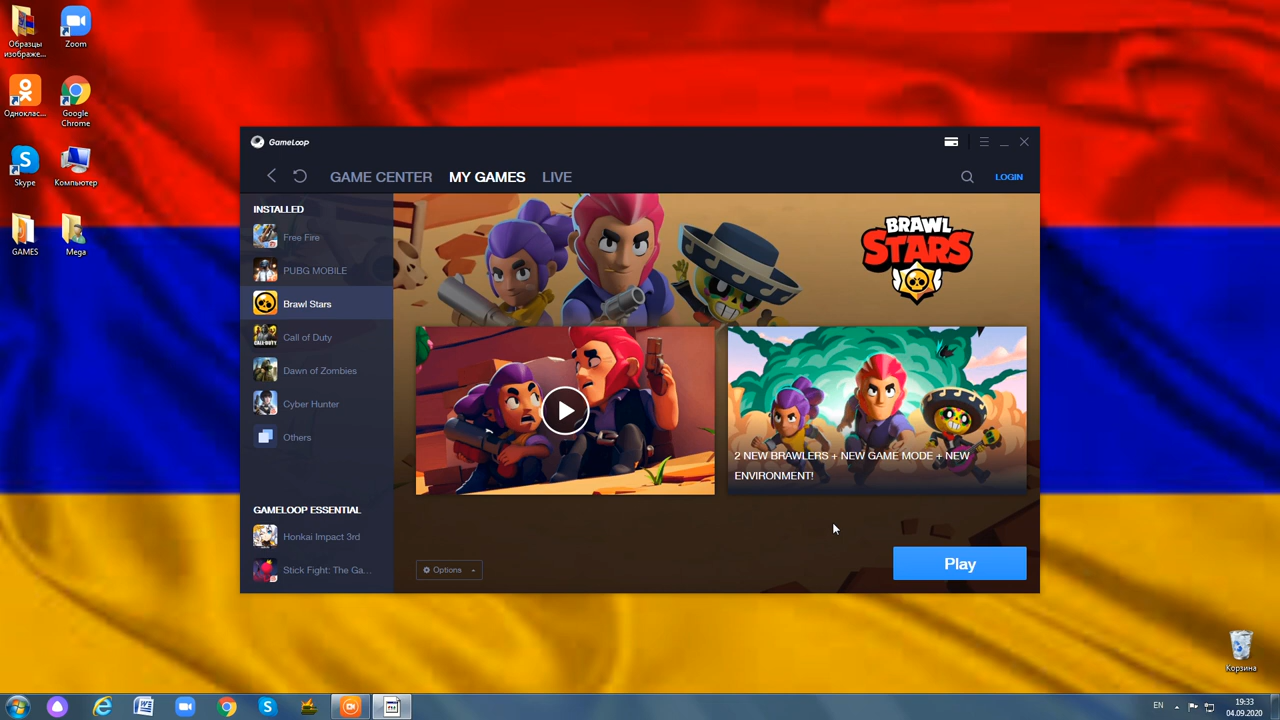 Образцы
изображе...
Zoom
Одноклас...
Google
Chrome
Skype
Компьютер
GAMES
Mega
GameLoop
GAME CENTER
MY GAMES
LIVE
LOGIN
INSTALLED
Free Fire
PUBG MOBILE
Brawl Stars
Call of Duty
Dawn of Zombies
Cyber Hunter
Others
GAMELOOP ESSENTIAL
Honkai Impact 3rd
Stick Fight: The Ga...
BRAWL
STARS
2 NEW BRAWLERS + NEW GAME MODE + NEW
ENVIRONMENT!
Options
Play
Корзина
EN
19:33
04.09.2020